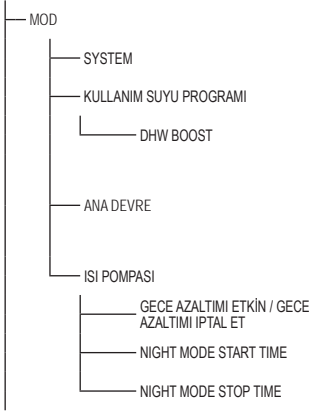 MOD
SYSTEM
KULLANIM SUYU PROGRAMI
DHW BOOST
ANA DEVRE
ISI POMPASI
GECE AZALTIMI ETKİN / GECE
AZALTIMI IPTAL ET
NIGHT MODE START TIME
NIGHT MODE STOP TIME